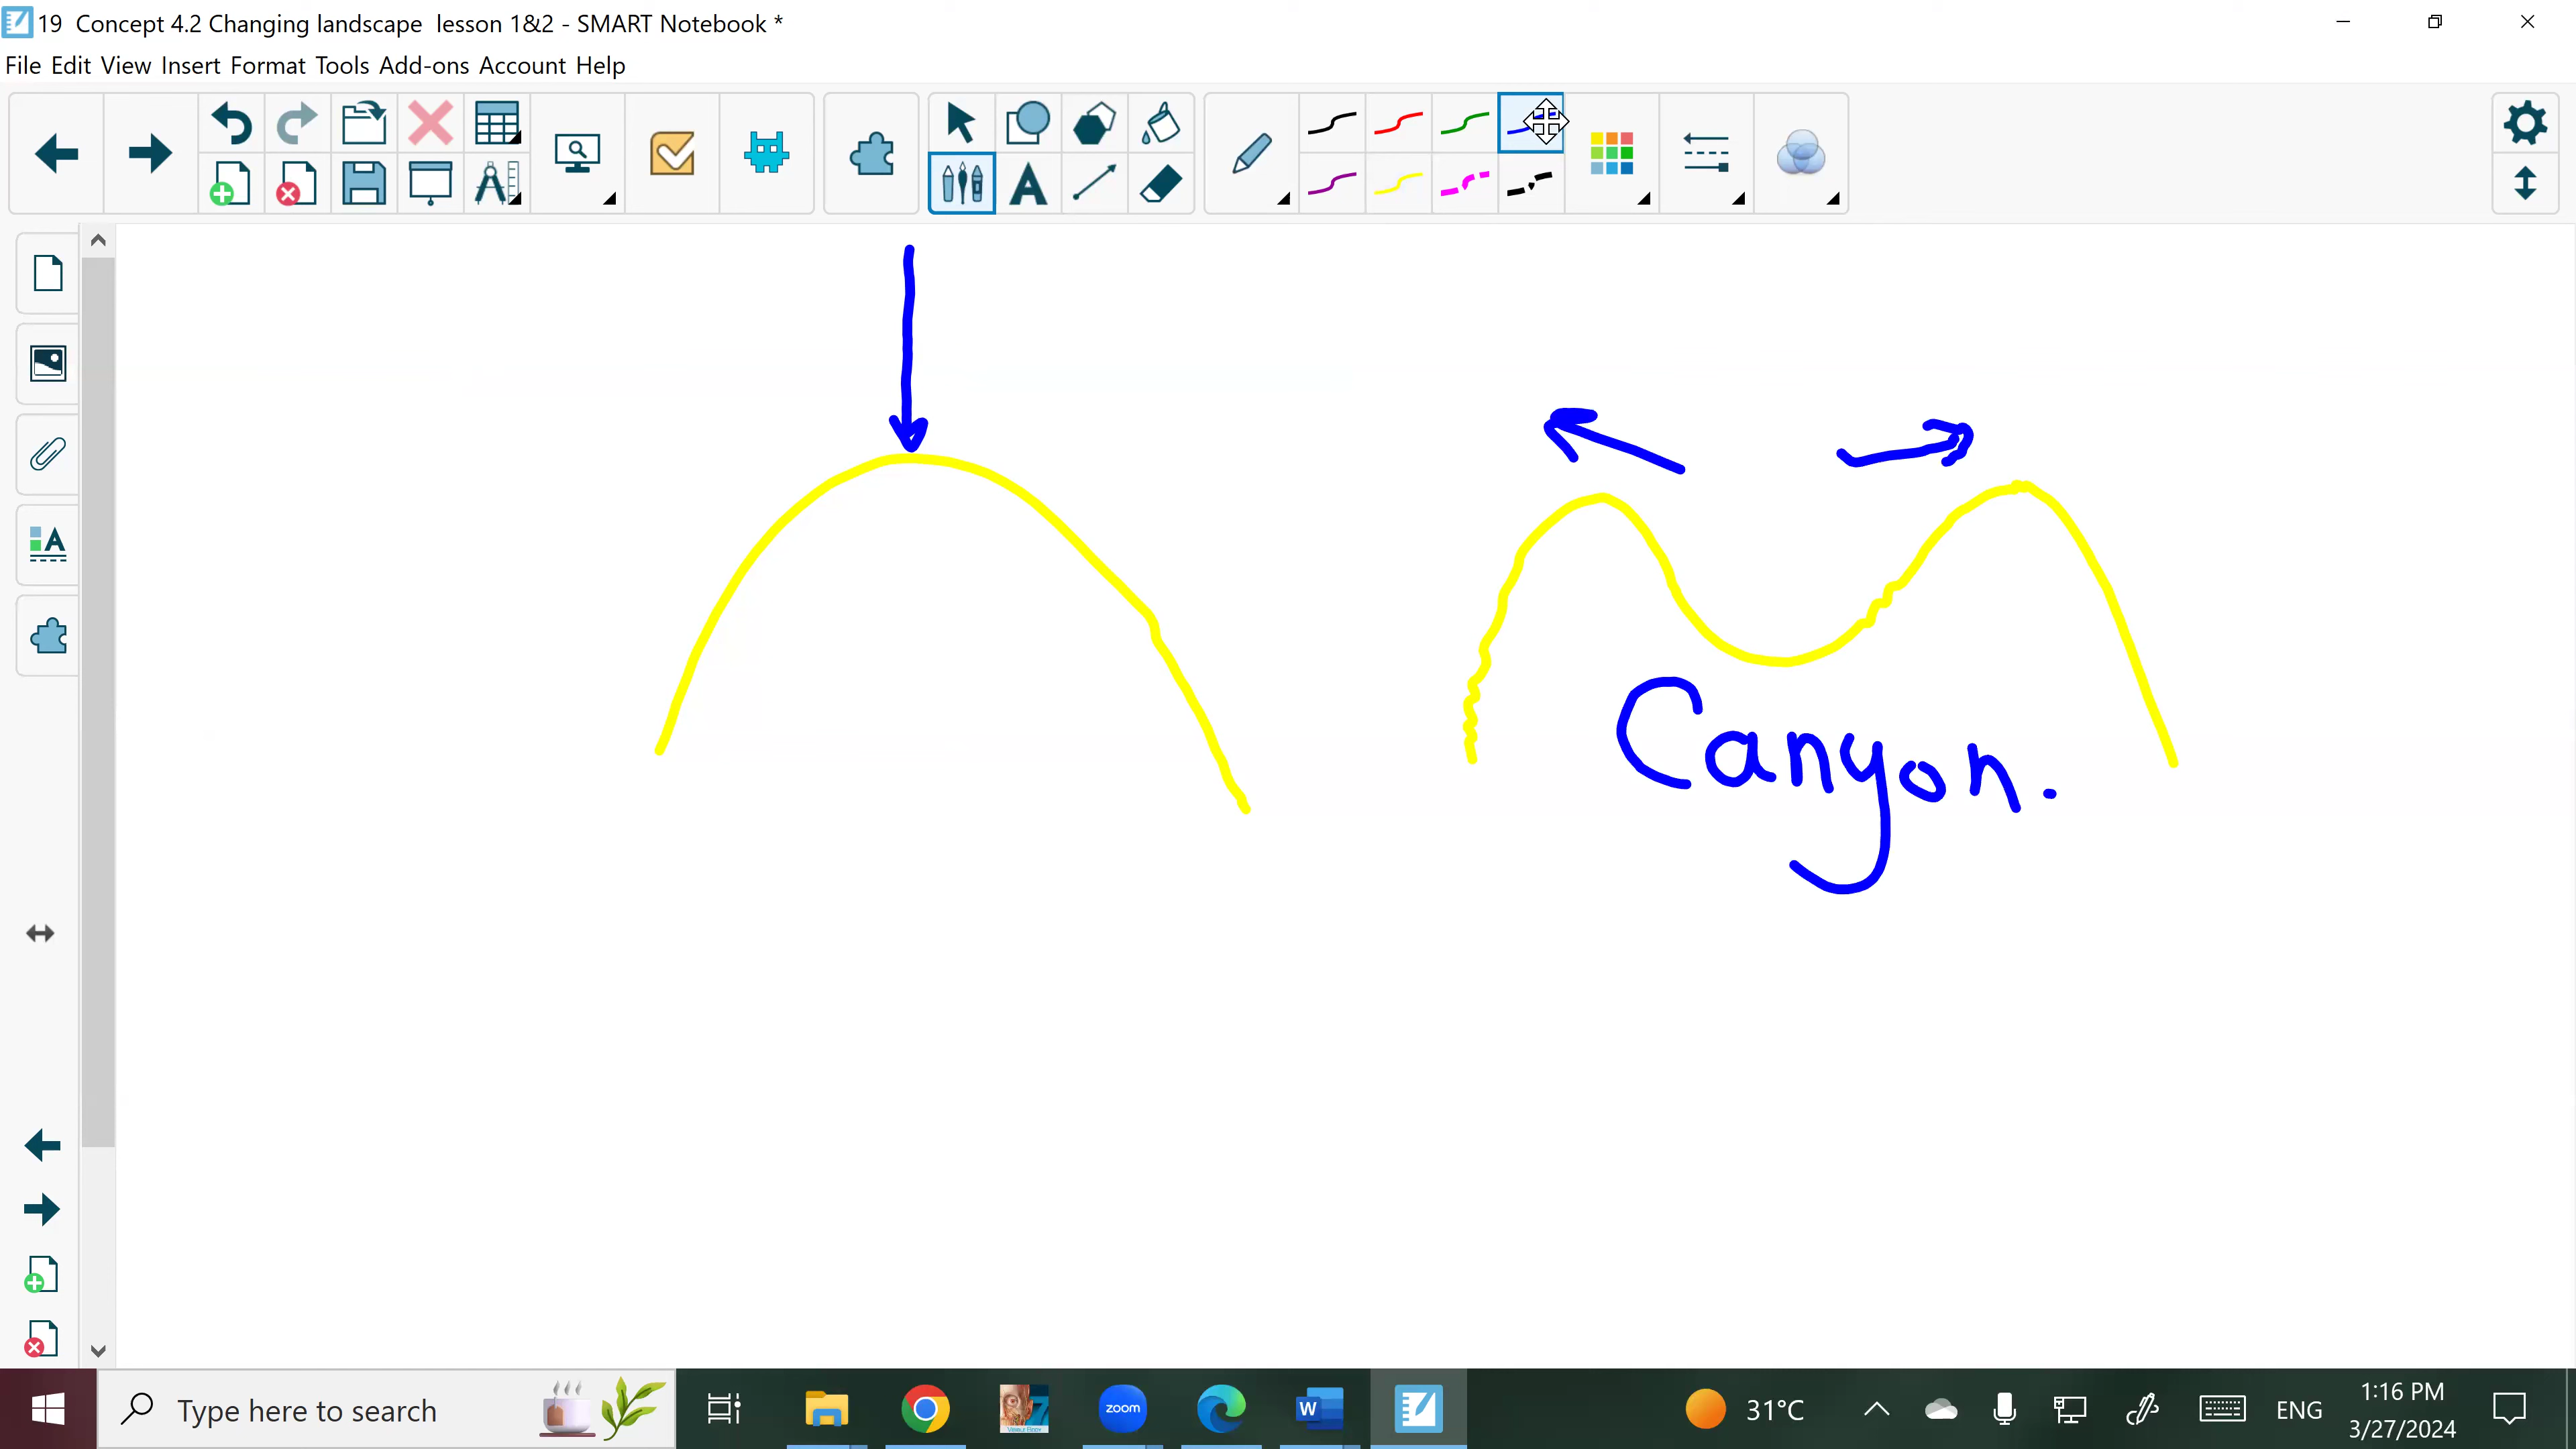 19 Concept 4.2 Changing landscape lesson 1&2 - SMART Notebook *
File Edit View Insert Format Tools Add-ons Account Help
Canyon.
Type here to search
zoom
W
31°C
ENG
1:16 PM
3/27/2024